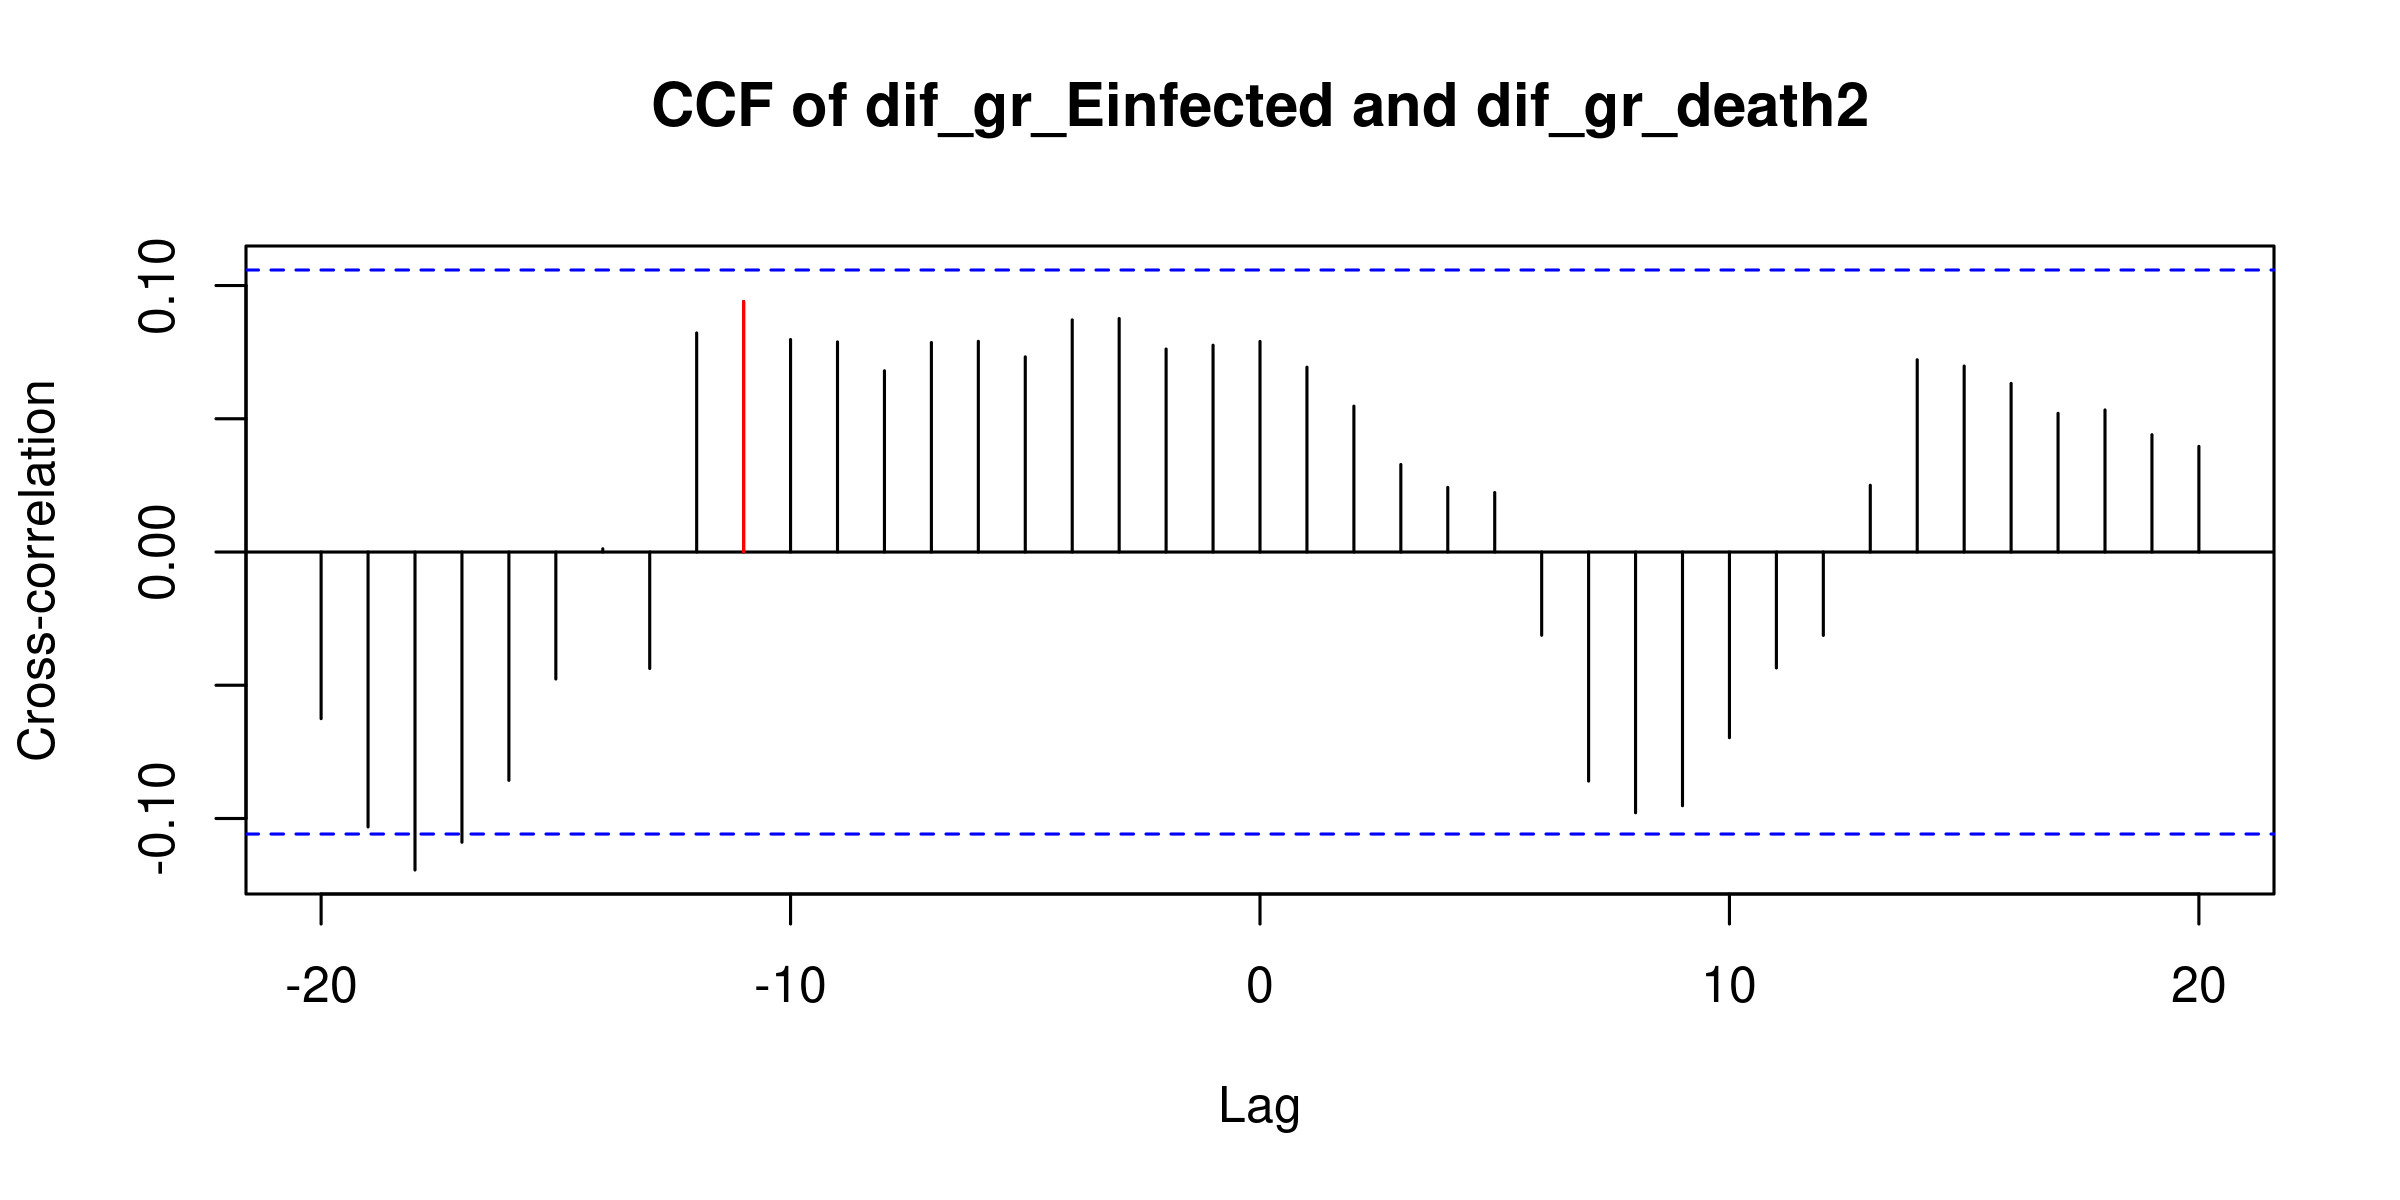 CCF of dif_gr_Einfected and dif_gr_death2
Cross-correlation
0.10
0.00
-0.10
-20 -10 0 10 20
Lag